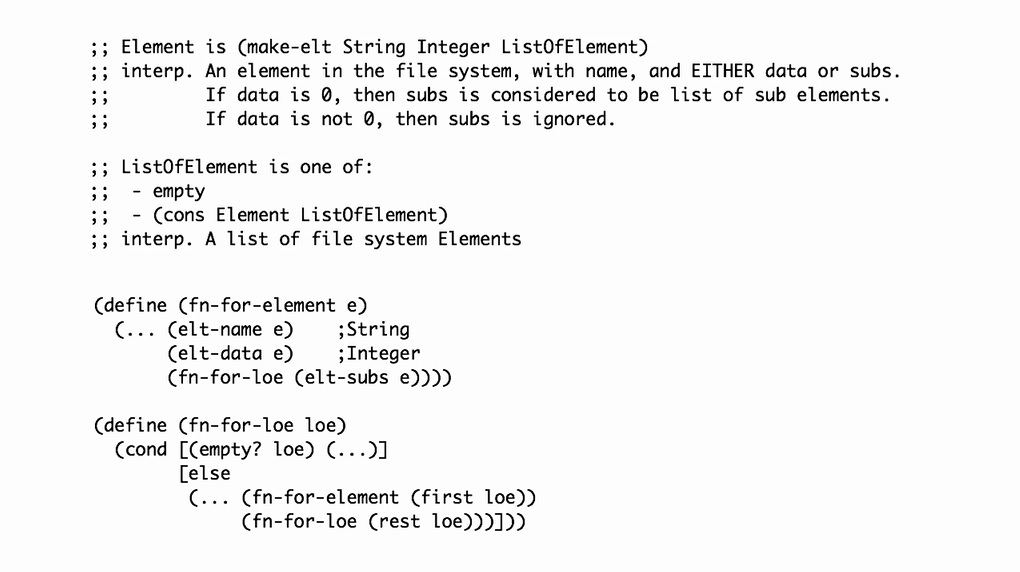 ;; Element is (make-elt String Integer ListOfElement)
;; interp. An element in the file system, with name, and EITHER data or subs.
;;         If data is 0, then subs is considered to be list of sub elements.
;;         If data is not 0, then subs is ignored.

;; ListOfElement is one of:
;;  - empty
;;  - (cons Element ListOfElement)
;; interp. A list of file system Elements

(define (fn-for-element e)
  (... (elt-name e)    ;String
       (elt-data e)    ;Integer
       (fn-for-loe (elt-subs e))))

(define (fn-for-loe loe)
  (cond [(empty? loe) (...)]
        [else
         (... (fn-for-element (first loe))
              (fn-for-loe (rest loe)))]))